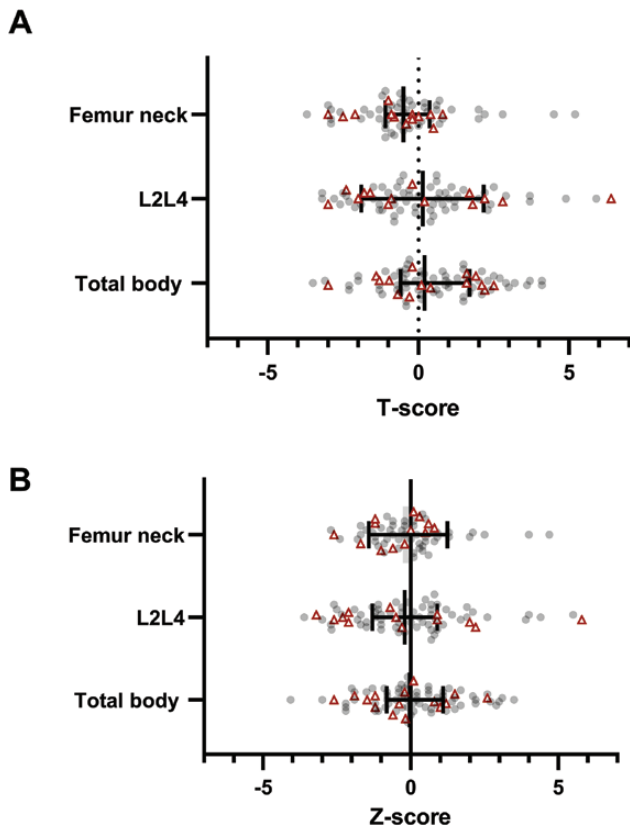 A
Femur neck
L2L4
Total body
-5
0
5
T-score
B
Femur neck
L2L4
Total body
-5
0
5
Z-score